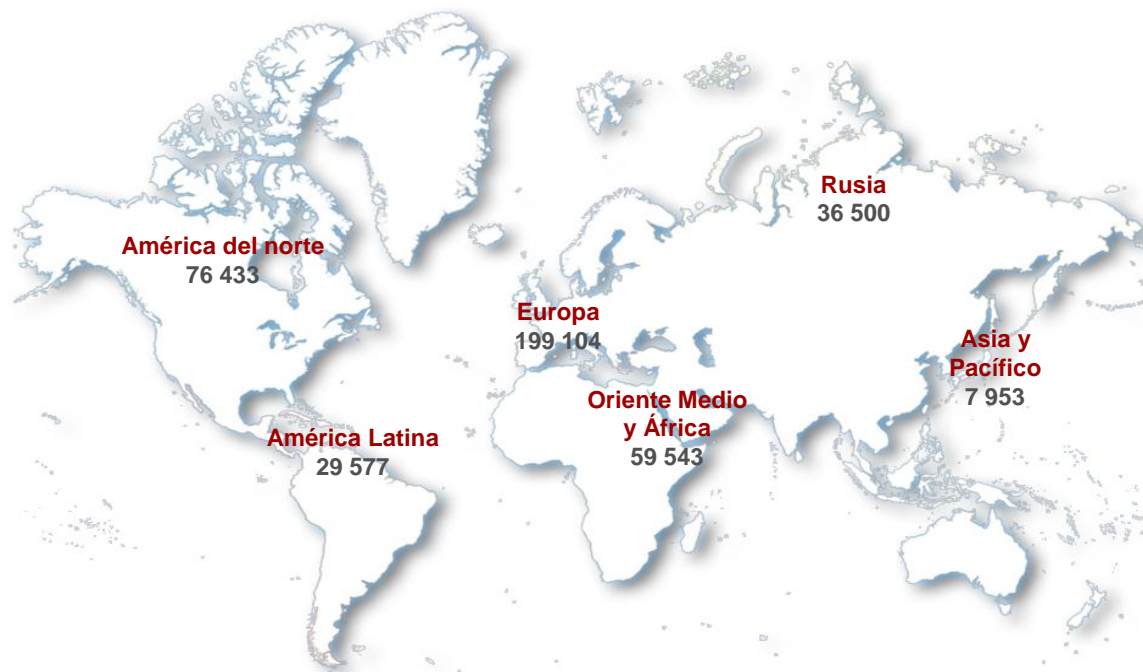 Rusia
36 500
América del norte
76 433
Europa
199 104
Asia y
Pacífico
7 953
Oriente Medio
y África
59 543
América Latina
29 577